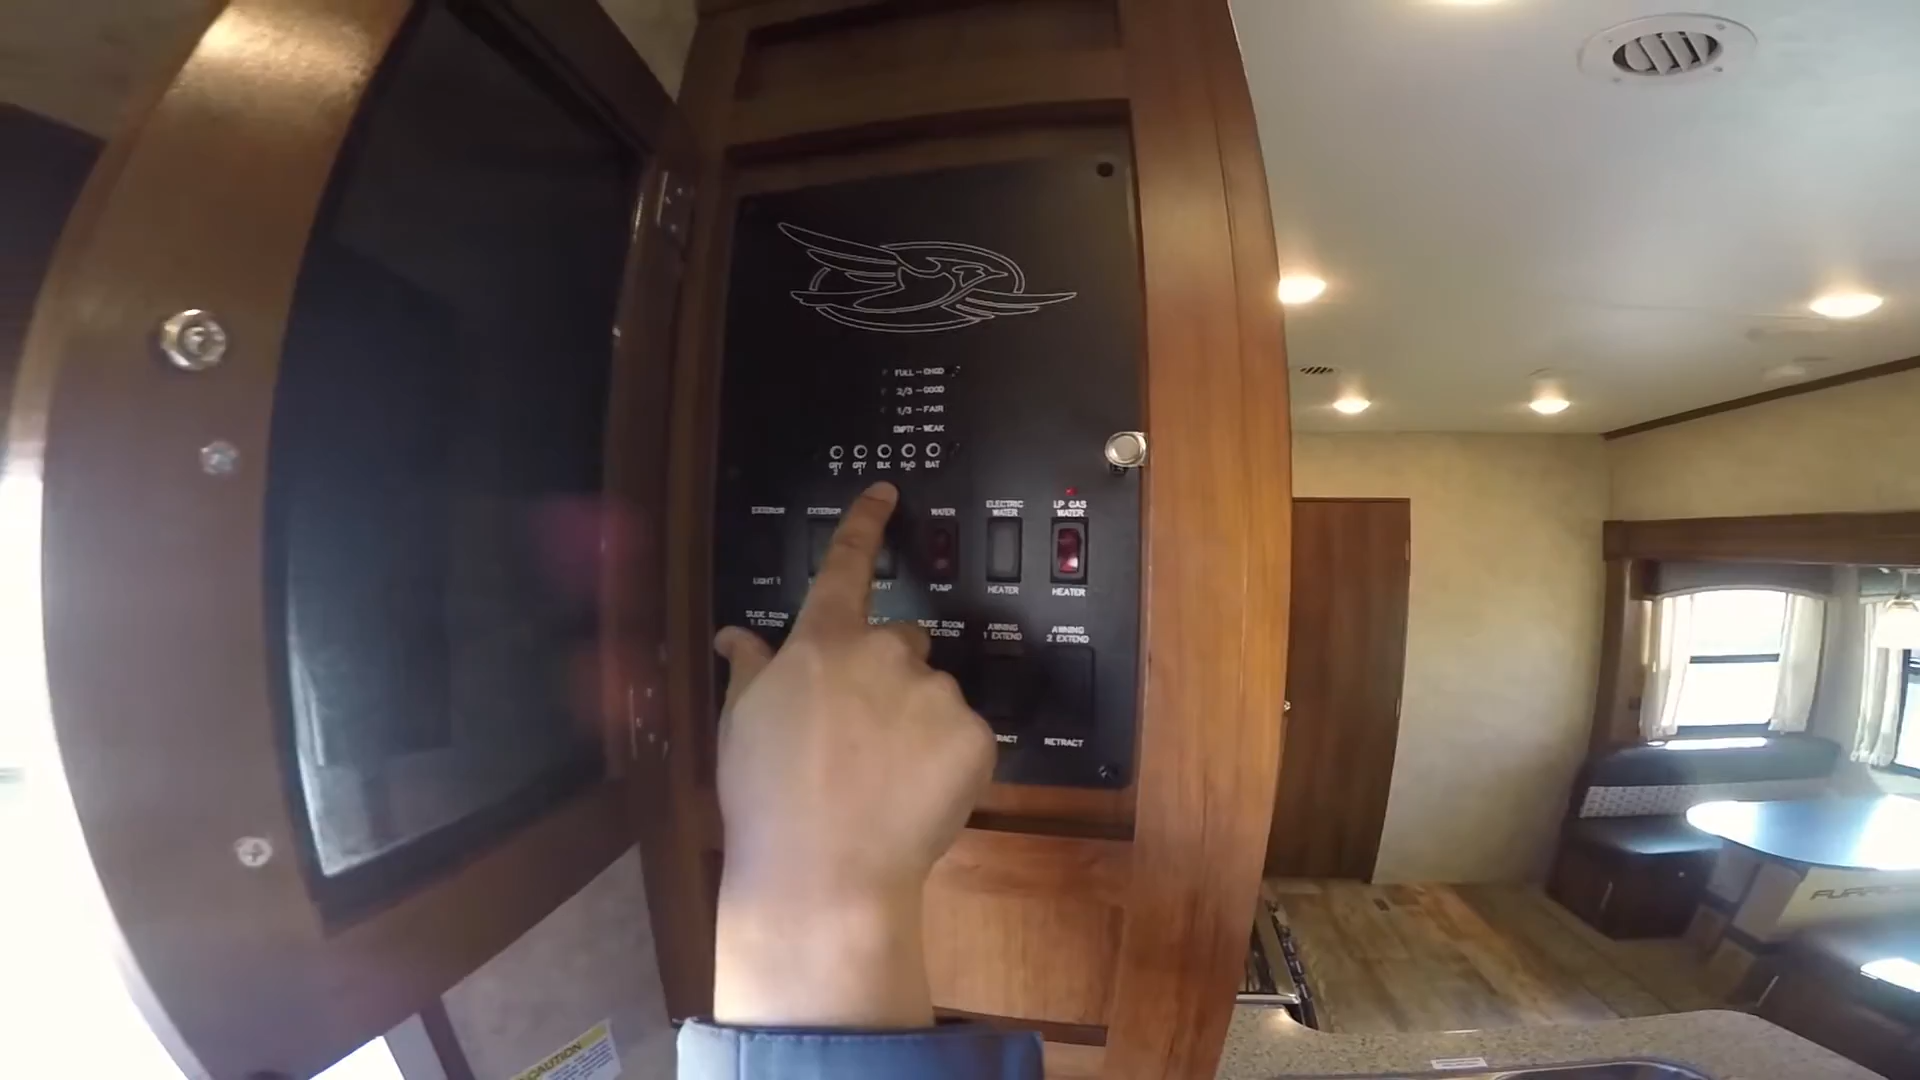 FULL - CHGD
2/3 - GOOD
1/3 - FAIR
EMPTY - WEAK
GRY 2 GRY 1 BLK H2O BAT
EXTERIOR EXTERIOR WATER ELECTRIC WATER LP GAS WATER
LIGHT 1 HEAT PUMP HEATER HEATER
SLIDE ROOM 1 EXTEND SLIDE ROOM EXTEND AWNING 1 EXTEND AWNING 2 EXTEND
RETRACT
CAUTION